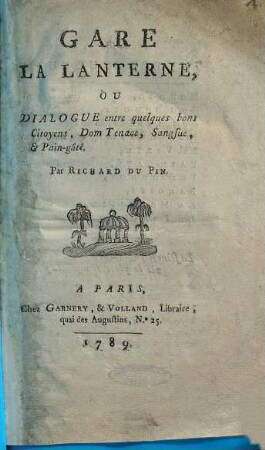 GARE
LA LANTERNE,
OU
DIALOGUE entre quelques bons
Citoyens, Dom Tenace, Sangsue,
& Pain-gâté.
Par RICHARD DU PIN.
A PARIS,
Chez GARNERY, & VOLLAND, Libraire,
quai des Augustins, N.º 25.
1789.